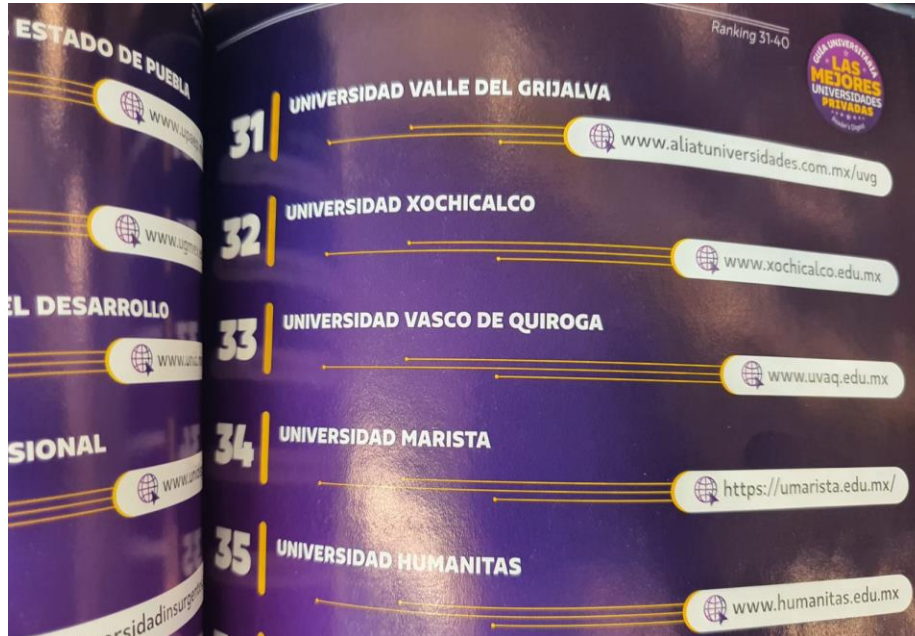 ESTADO DE PUEBLA
EL DESARROLLO
SIONAL
Ranking 31-40
GUÍA UNIVERSITARIA
LAS
MEJORES
UNIVERSIDADES
PRIVADAS
Reader's Digest
31
UNIVERSIDAD VALLE DEL GRIJALVA
www.aliatuniversidades.com.mx/uvg
32
UNIVERSIDAD XOCHICALCO
www.xochicalco.edu.mx
33
UNIVERSIDAD VASCO DE QUIROGA
www.uvaq.edu.mx
34
UNIVERSIDAD MARISTA
https://umarista.edu.mx/
35
UNIVERSIDAD HUMANITAS
www.humanitas.edu.mx